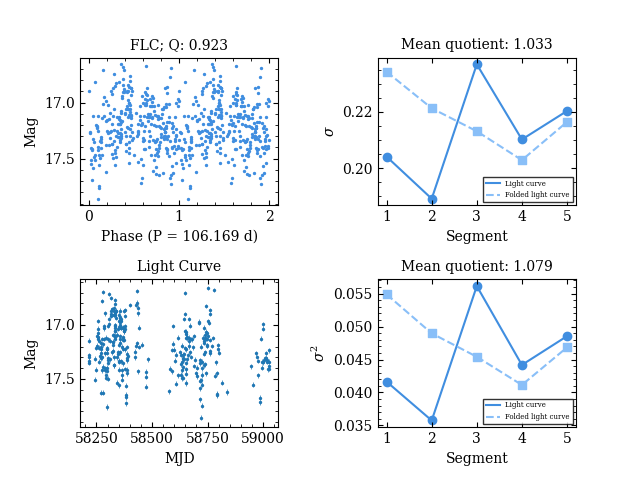 FLC; Q: 0.923
Mag
17.0
17.5
0
1
2
Phase (P = 106.169 d)
Mean quotient: 1.033
σ
0.22
0.20
1 2 3 4 5
Segment
Light curve
Folded light curve
Light Curve
Mag
17.0
17.5
58250 58500 58750 59000
MJD
Mean quotient: 1.079
σ²
0.055
0.050
0.045
0.040
0.035
1 2 3 4 5
Segment
Light curve
Folded light curve